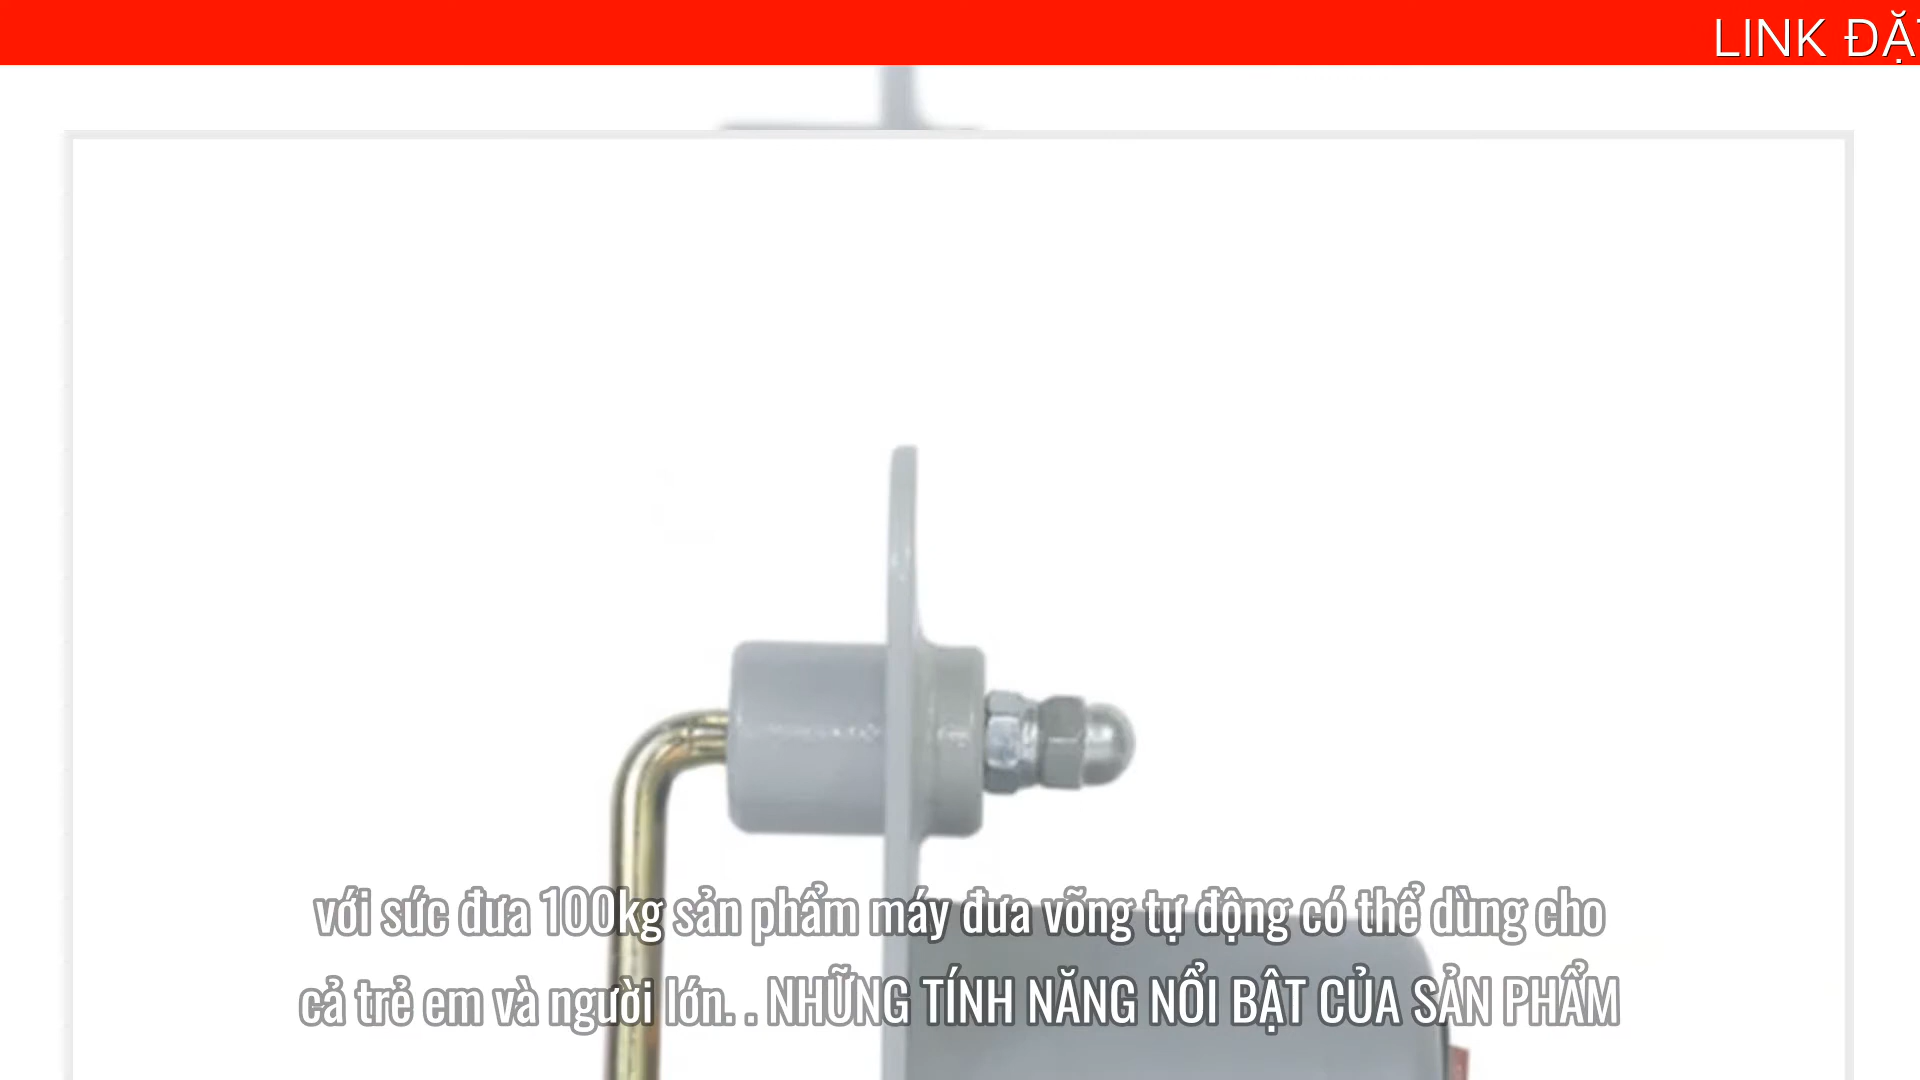 LINK ĐẶ
với sức đưa 100kg sản phẩm máy đưa võng tự động có thể dùng cho
cả trẻ em và người lớn. . NHỮNG TÍNH NĂNG NỔI BẬT CỦA SẢN PHẨM